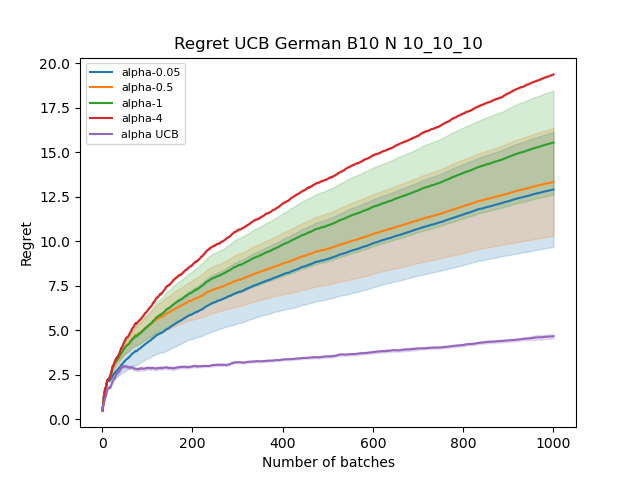 Regret UCB German B10 N 10_10_10
20.0
17.5
15.0
12.5
10.0
7.5
5.0
2.5
0.0
Regret
alpha-0.05
alpha-0.5
alpha-1
alpha-4
alpha UCB
0 200 400 600 800 1000
Number of batches